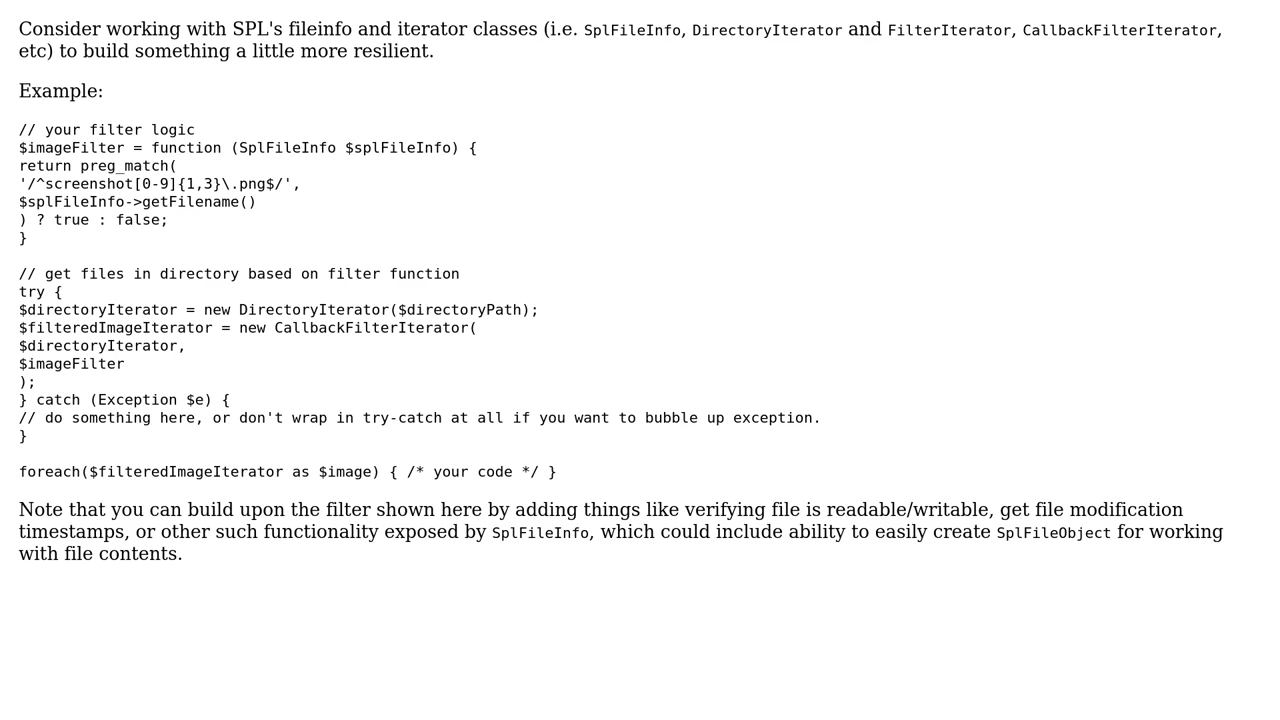 Consider working with SPL's fileinfo and iterator classes (i.e. SplFileInfo, DirectoryIterator and FilterIterator, CallbackFilterIterator,
etc) to build something a little more resilient.
Example:
// your filter logic
$imageFilter = function (SplFileInfo $splFileInfo) {
return preg_match(
'/^screenshot[0-9]{1,3}\.png$/',
$splFileInfo->getFilename()
) ? true : false;
}
// get files in directory based on filter function
try {
$directoryIterator = new DirectoryIterator($directoryPath);
$filteredImageIterator = new CallbackFilterIterator(
$directoryIterator,
$imageFilter
);
} catch (Exception $e) {
// do something here, or don't wrap in try-catch at all if you want to bubble up exception.
}
foreach($filteredImageIterator as $image) { /* your code */ }
Note that you can build upon the filter shown here by adding things like verifying file is readable/writable, get file modification
timestamps, or other such functionality exposed by SplFileInfo, which could include ability to easily create SplFileObject for working
with file contents.